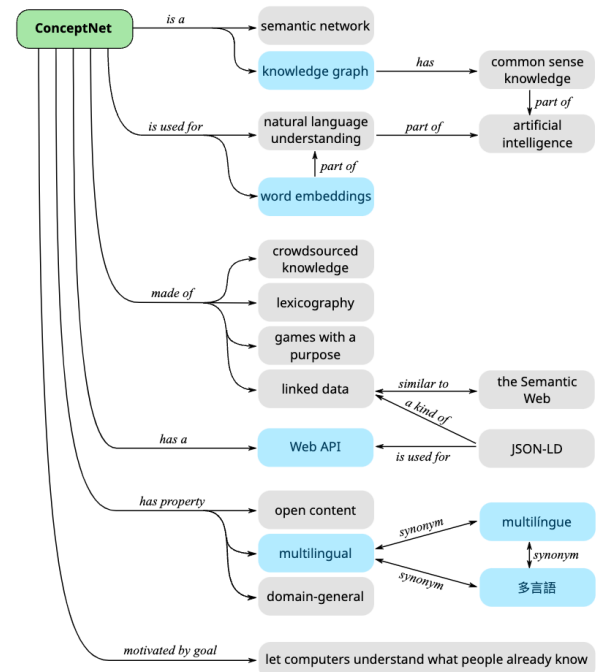 ConceptNet
is a
semantic network
knowledge graph
has
common sense
knowledge
part of
is used for
natural language
understanding
part of
artificial
intelligence
part of
word embeddings
crowdsourced
knowledge
made of
lexicography
games with a
purpose
linked data
similar to
the Semantic
Web
a kind of
has a
Web API
is used for
JSON-LD
has property
open content
multilingual
synonym
multilíngue
synonym
synonym
多言語
domain-general
motivated by goal
let computers understand what people already know